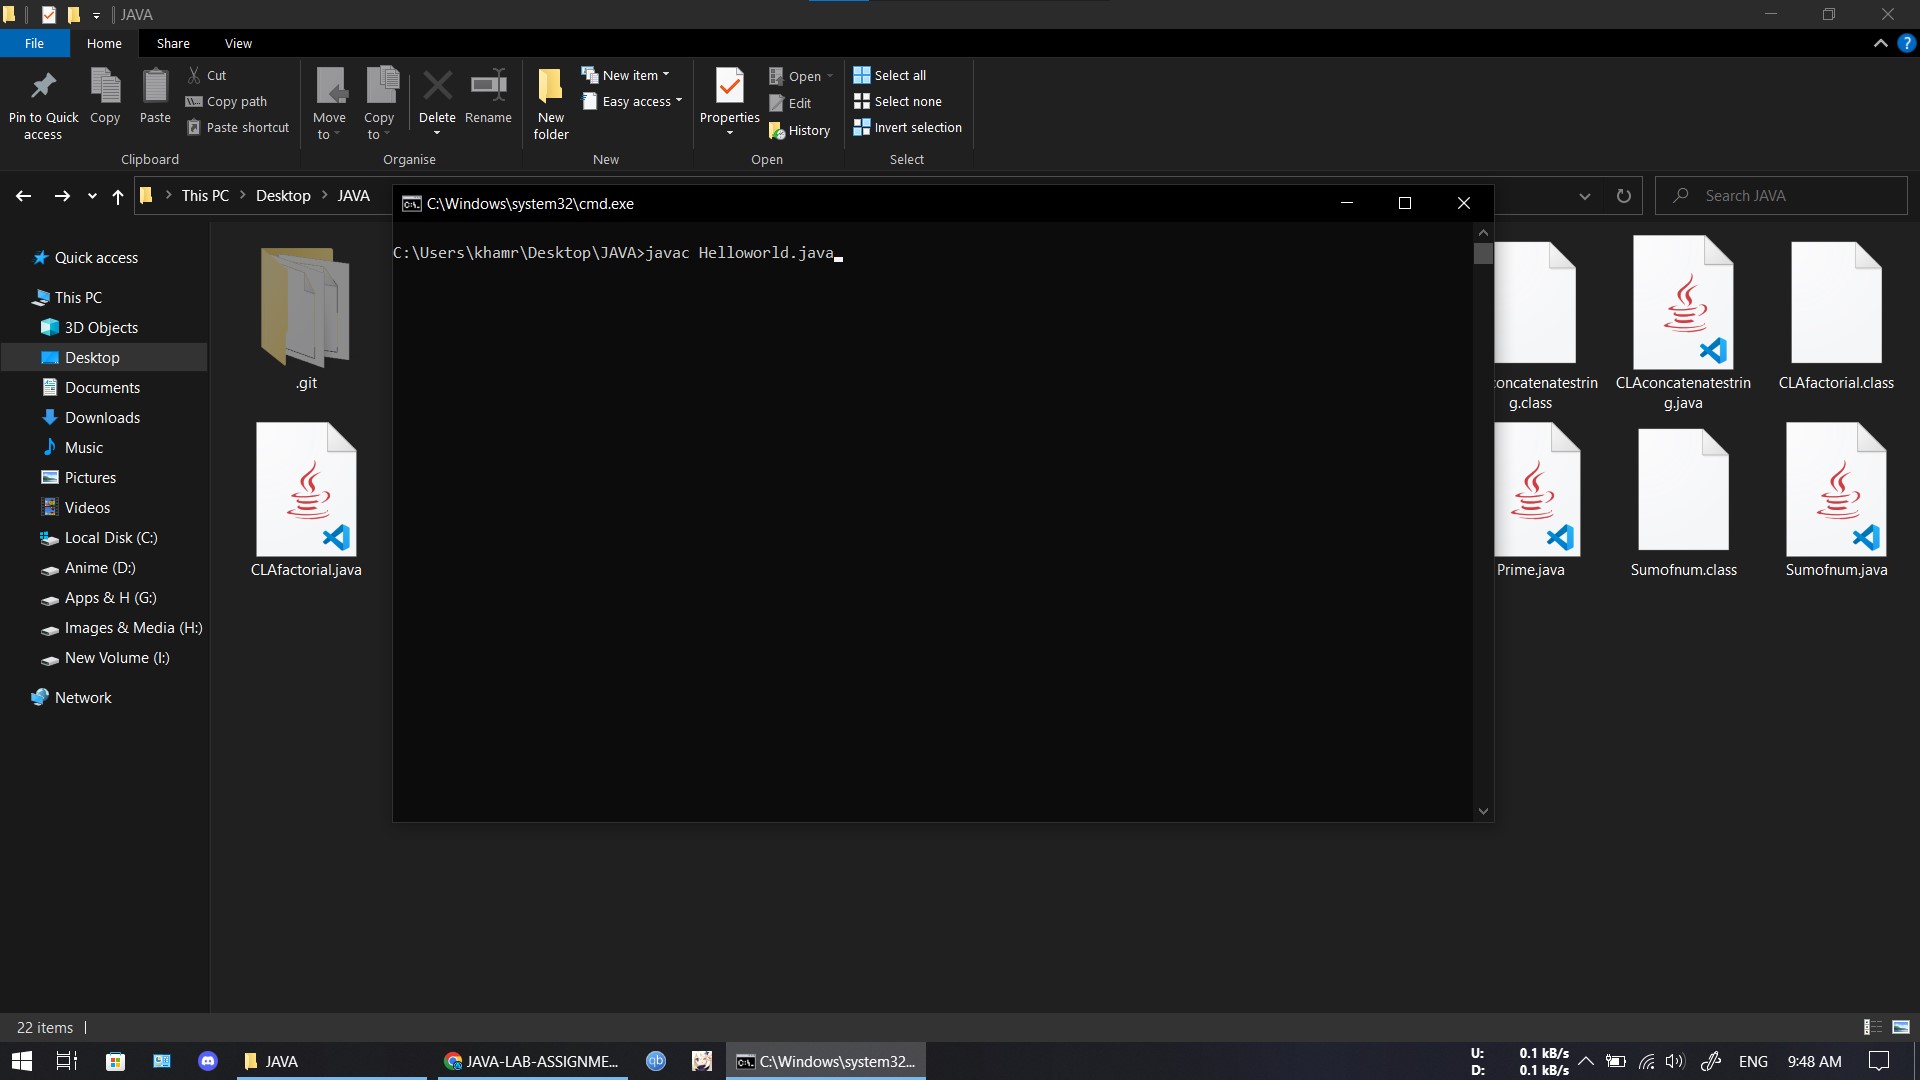 JAVA
File
Home
Share
View
Pin to Quick access
Copy
Paste
Cut
Copy path
Paste shortcut
Clipboard
Move to
Copy to
Delete
Rename
Organise
New folder
New item
Easy access
New
Properties
Open
Edit
History
Open
Select all
Select none
Invert selection
Select
This PC > Desktop > JAVA
Search JAVA
C:\Windows\system32\cmd.exe
C:\Users\khamr\Desktop\JAVA>javac Helloworld.java
Quick access
This PC
3D Objects
Desktop
Documents
Downloads
Music
Pictures
Videos
Local Disk (C:)
Anime (D:)
Apps & H (G:)
Images & Media (H:)
New Volume (I:)
Network
.git
oncatenatestrin
g.class
CLAconcatenatestrin
g.java
CLAfactorial.class
CLAfactorial.java
Prime.java
Sumofnum.class
Sumofnum.java
22 items
JAVA
JAVA-LAB-ASSIGNME...
qb
C:\Windows\system32...
U: 0.1 kB/s
D: 0.1 kB/s
ENG
9:48 AM